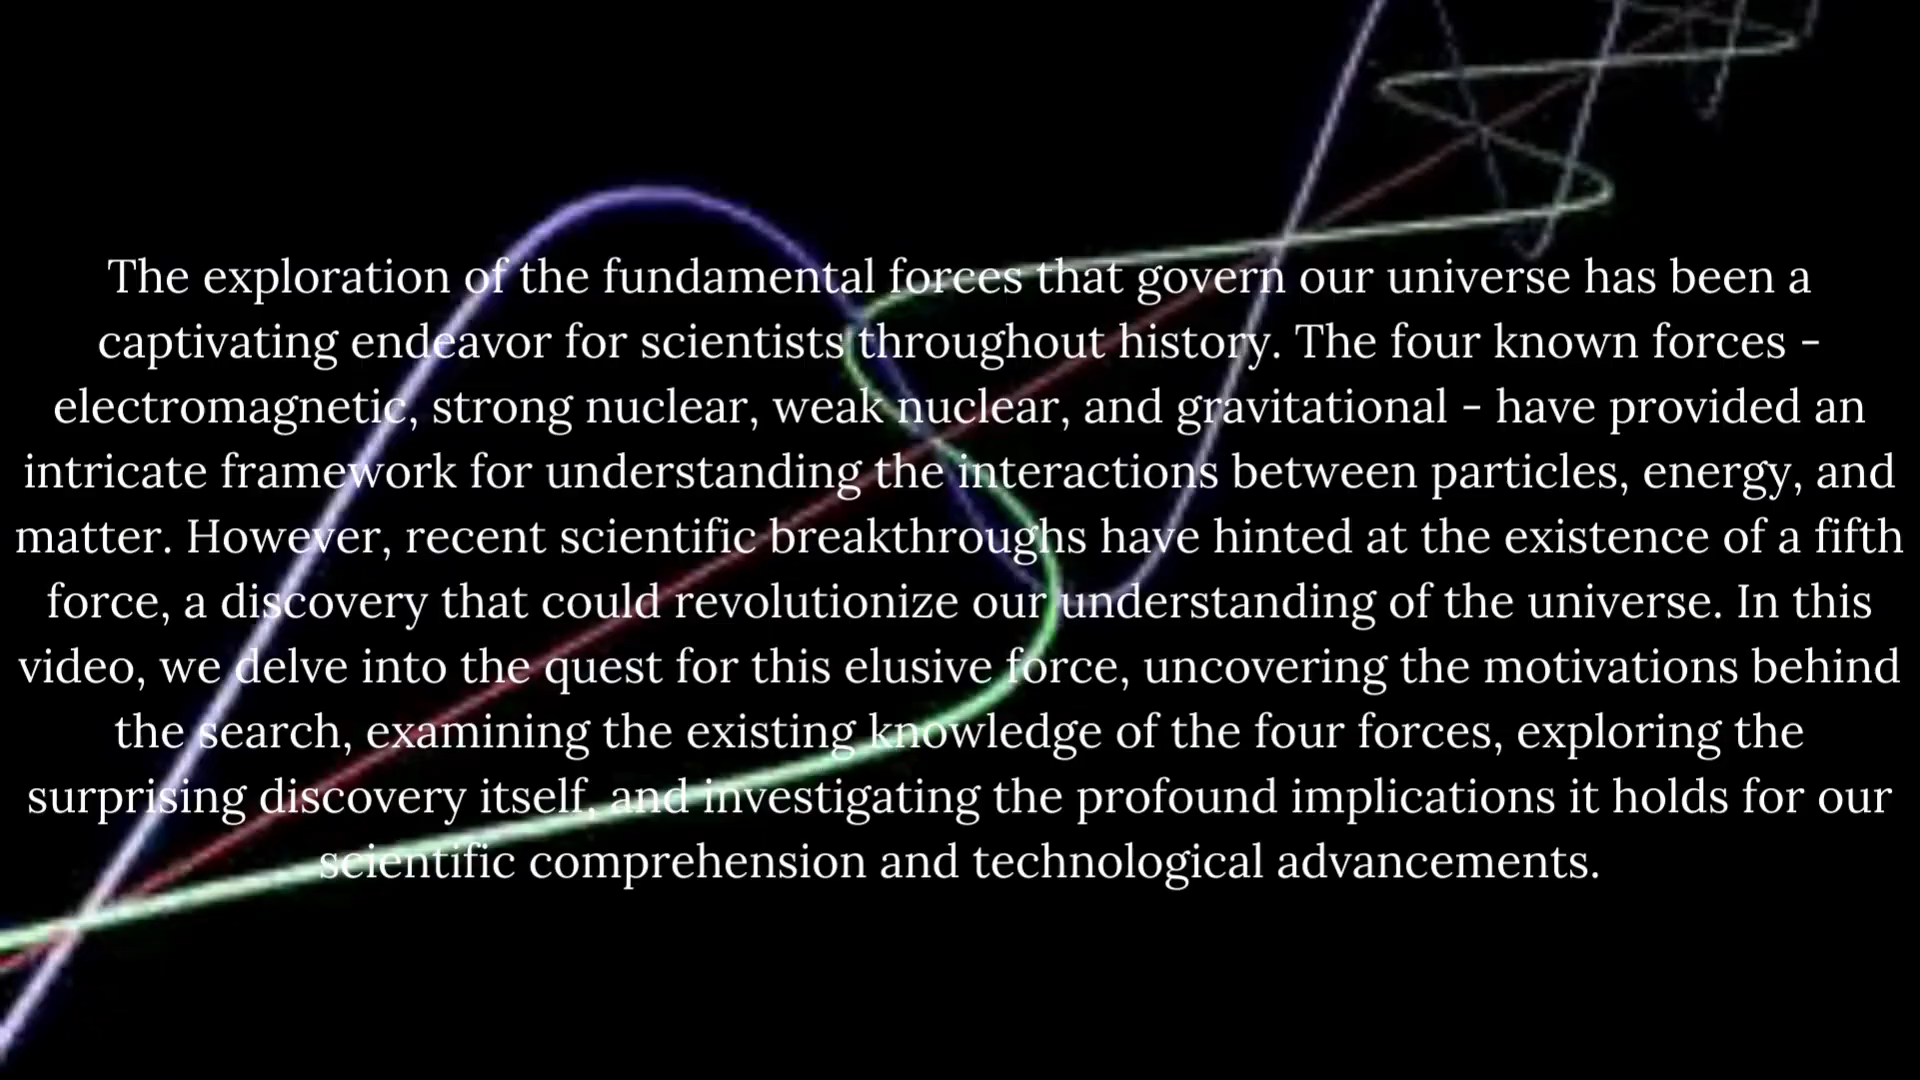 The exploration of the fundamental forces that govern our universe has been a
captivating endeavor for scientists throughout history. The four known forces -
electromagnetic, strong nuclear, weak nuclear, and gravitational - have provided an
intricate framework for understanding the interactions between particles, energy, and
matter. However, recent scientific breakthroughs have hinted at the existence of a fifth
force, a discovery that could revolutionize our understanding of the universe. In this
video, we delve into the quest for this elusive force, uncovering the motivations behind
the search, examining the existing knowledge of the four forces, exploring the
surprising discovery itself, and investigating the profound implications it holds for our
scientific comprehension and technological advancements.